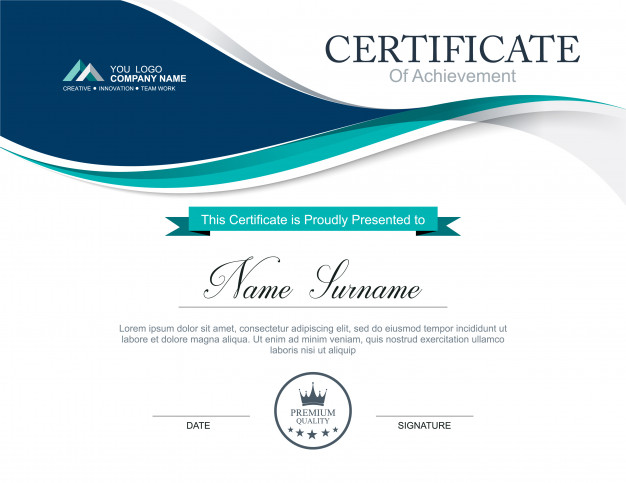 YOU LOGO
COMPANY NAME
CREATIVE • INNOVATION • TEAM WORK
CERTIFICATE
Of Achievement
This Certificate is Proudly Presented to
Name Surname
Lorem ipsum dolor sit amet, consectetur adipiscing elit, sed do eiusmod
tempor incididunt ut labore et dolore magna aliqua. Ut enim ad minim veniam, quis nostrud exercitation ullamco
laboris nisi ut aliquip
PREMIUM
QUALITY
DATE
SIGNATURE